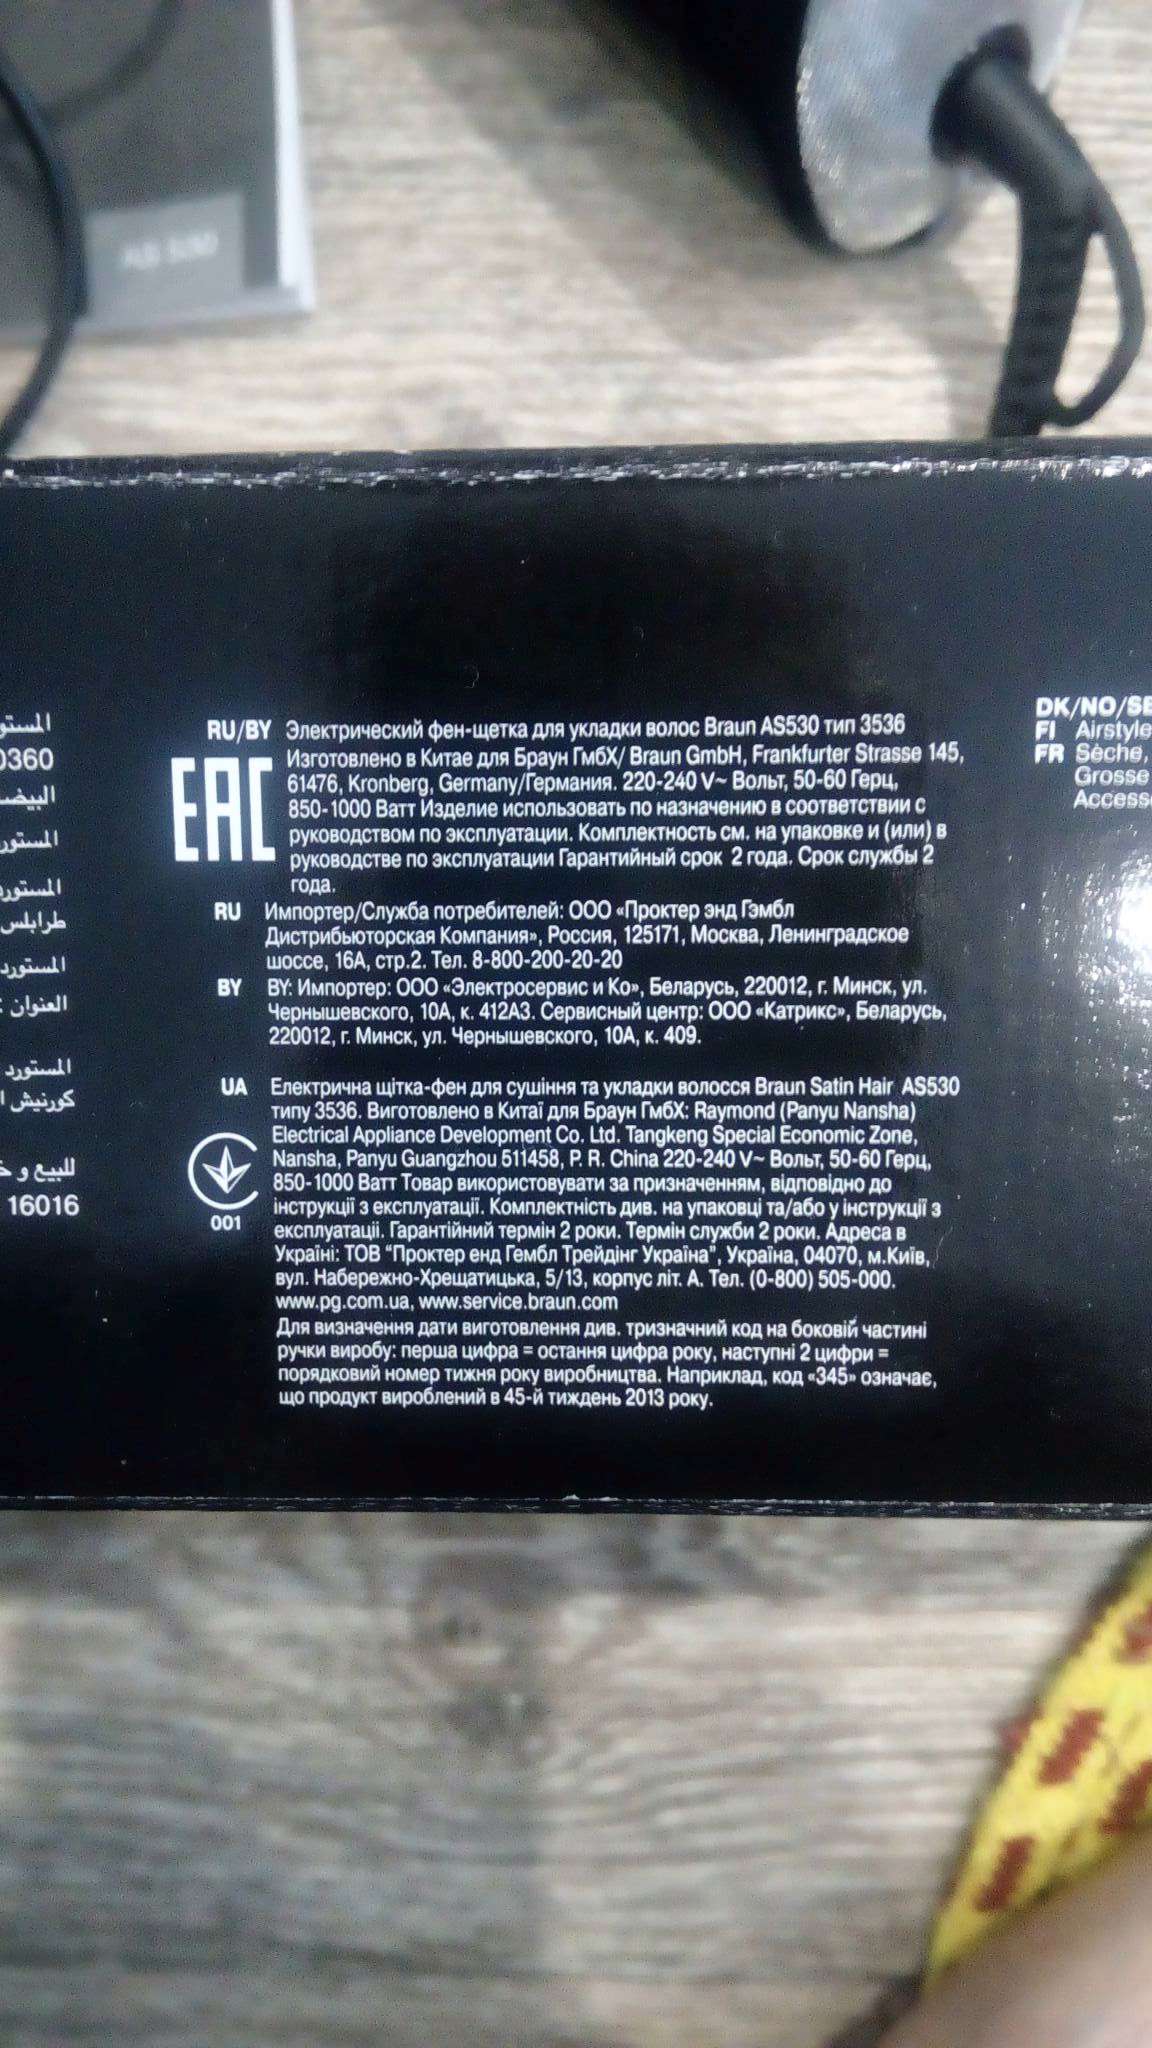 AS 530
RU/BY Электрический фен-щетка для укладки волос Braun AS530 тип 3536
EAC
Изготовлено в Китае для Браун ГмбХ/ Braun GmbH, Frankfurter Strasse 145,
61476, Kronberg, Germany/Германия. 220-240 V~ Вольт, 50-60 Герц,
850-1000 Ватт Изделие использовать по назначению в соответствии с
руководством по эксплуатации. Комплектность см. на упаковке и (или) в
руководстве по эксплуатации Гарантийный срок 2 года. Срок службы 2
года.
RU Импортер/Служба потребителей: ООО «Проктер энд Гэмбл
Дистрибьюторская Компания», Россия, 125171, Москва, Ленинградское
шоссе, 16А, стр.2. Тел. 8-800-200-20-20
BY BY: Импортер: ООО «Электросервис и Ко», Беларусь, 220012, г. Минск, ул.
Чернышевского, 10А, к. 412А3. Сервисный центр: ООО «Катрикс», Беларусь,
220012, г. Минск, ул. Чернышевского, 10А, к. 409.
UA Електрична щітка-фен для сушіння та укладки волосся Braun Satin Hair AS530
типу 3536. Виготовлено в Китаї для Браун ГмбХ: Raymond (Panyu Nansha)
Electrical Appliance Development Co. Ltd. Tangkeng Special Economic Zone,
Nansha, Panyu Guangzhou 511458, P. R. China 220-240 V~ Вольт, 50-60 Герц,
850-1000 Ватт Товар використовувати за призначенням, відповідно до
інструкції з експлуатації. Комплектність див. на упаковці та/або у інструкції з
експлуатації. Гарантійний термін 2 роки. Термін служби 2 роки. Адреса в
Україні: ТОВ "Проктер енд Гембл Трейдінг Україна", Україна, 04070, м.Київ,
вул. Набережно-Хрещатицька, 5/13, корпус літ. А. Тел. (0-800) 505-000.
www.pg.com.ua, www.service.braun.com
001
Для визначення дати виготовлення див. тризначний код на боковій частині
ручки виробу: перша цифра = остання цифра року, наступні 2 цифри =
порядковий номер тижня року виробництва. Наприклад, код «345» означає,
що продукт вироблений в 45-й тиждень 2013 року.
0360
المستورد
المستورد
المستورد
طرابلس
المستورد
العنوان :
المستورد
كورنيش
للبيع و
16016
DK/NO/SE
FI Airstyle
FR Sèche,
Grosse
Access